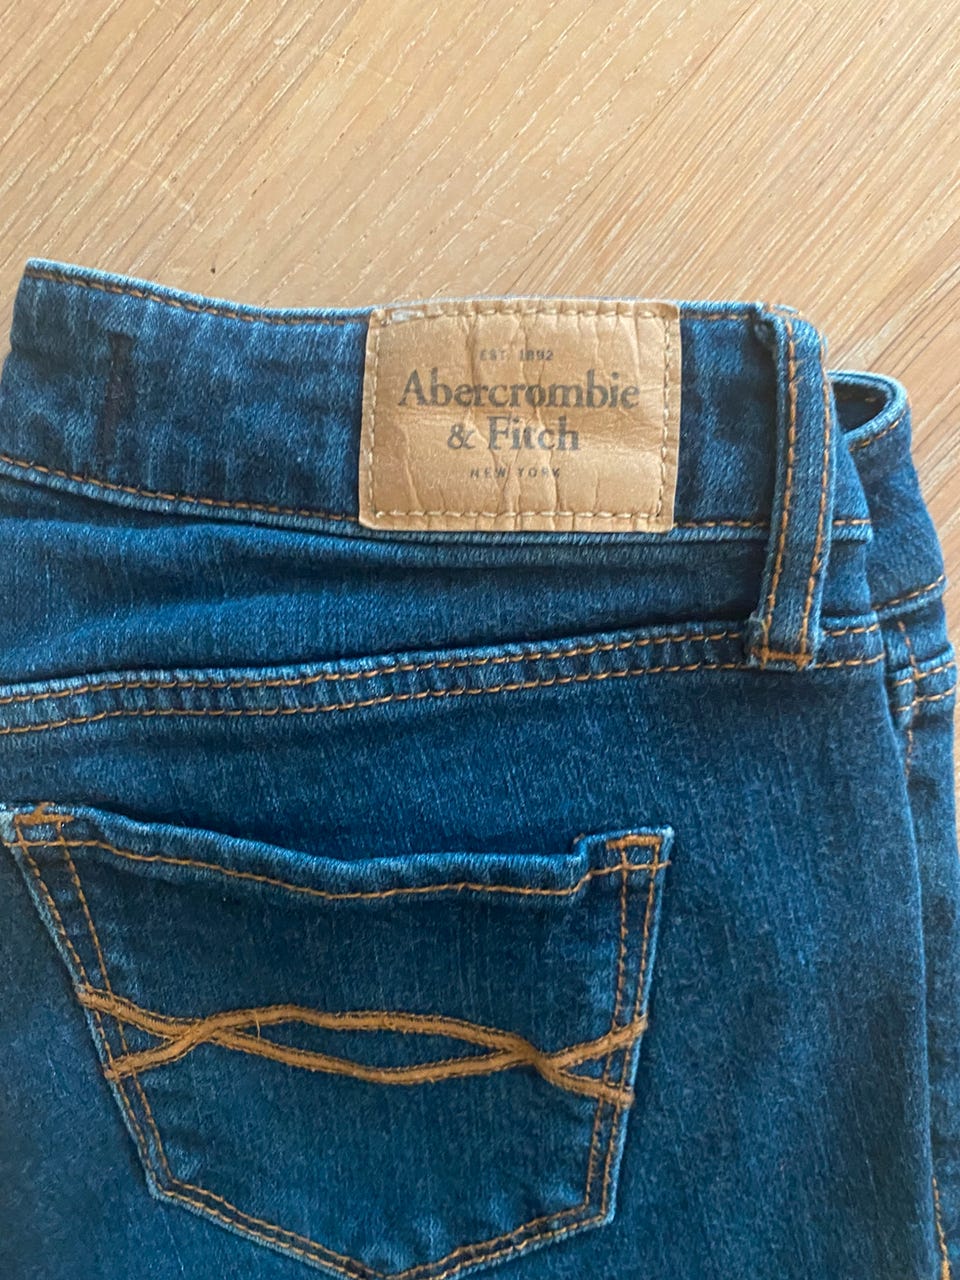 EST. 1892
Abercrombie
& Fitch
NEW YORK